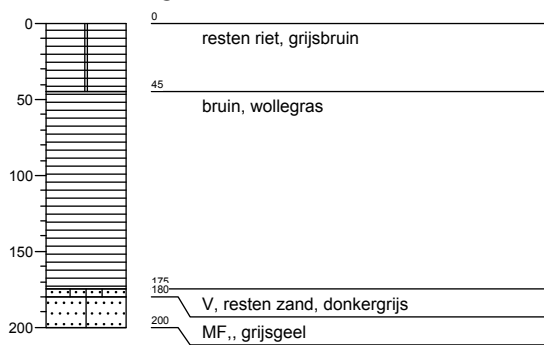 0
0
resten riet, grijsbruin
45
50
bruin, wollegras
100
150
175
180
V, resten zand, donkergrijs
200
200
MF,, grijsgeel